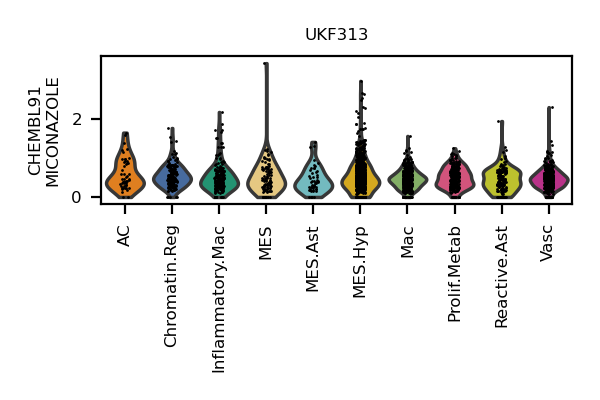 UKF313
CHEMBL91
MICONAZOLE
2
0
AC
Chromatin.Reg
Inflammatory.Mac
MES
MES.Ast
MES.Hyp
Mac
Prolif.Metab
Reactive.Ast
Vasc